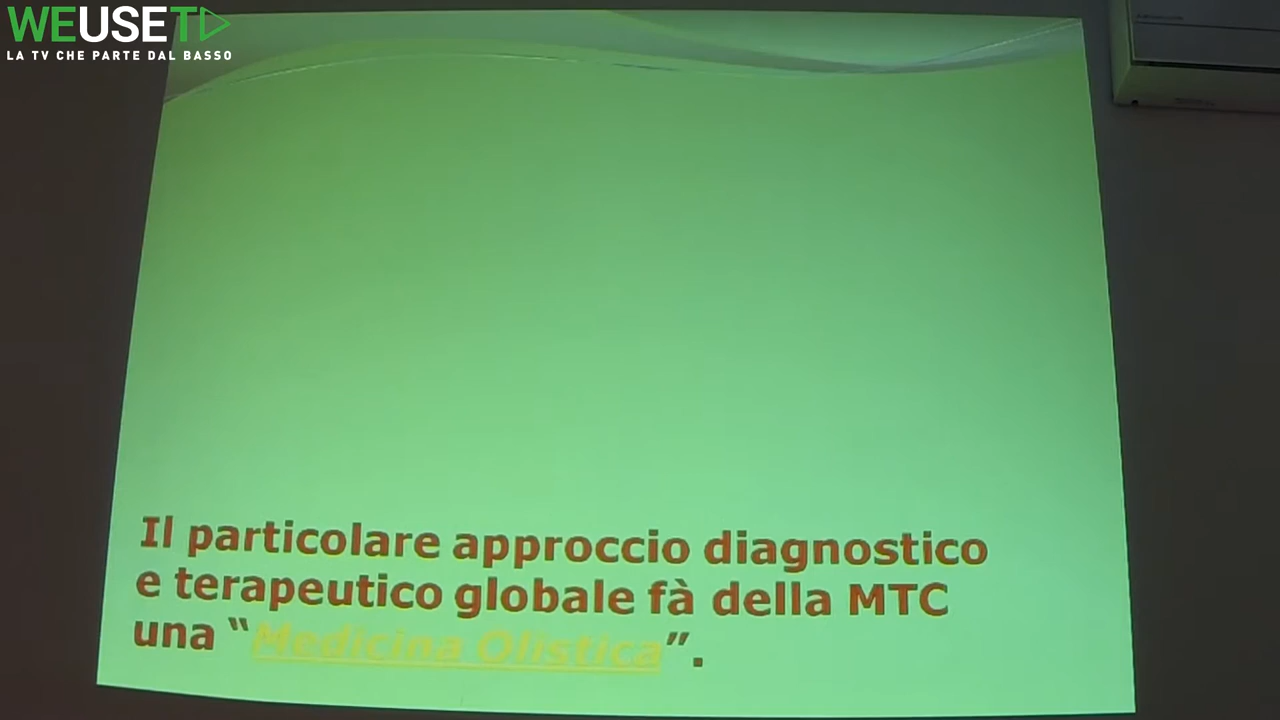 WEUSETV
LA TV CHE PARTE DAL BASSO
Il particolare approccio diagnostico
e terapeutico globale fà della MTC
una “Medicina Olistica”.